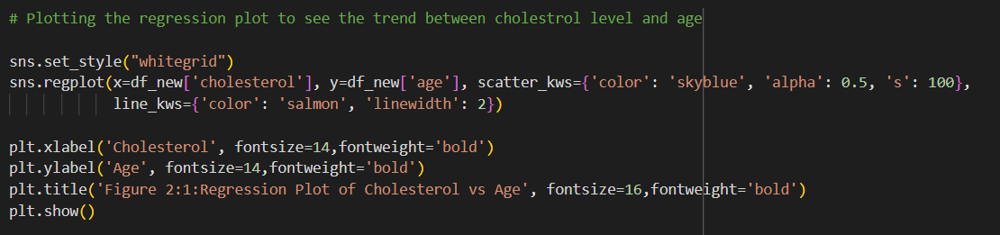 # Plotting the regression plot to see the trend between cholestrol level and age
sns.set_style("whitegrid")
sns.regplot(x=df_new['cholesterol'], y=df_new['age'], scatter_kws={'color': 'skyblue', 'alpha': 0.5, 's': 100},
line_kws={'color': 'salmon', 'linewidth': 2})
plt.xlabel('Cholesterol', fontsize=14,fontweight='bold')
plt.ylabel('Age', fontsize=14,fontweight='bold')
plt.title('Figure 2:1:Regression Plot of Cholesterol vs Age', fontsize=16,fontweight='bold')
plt.show()